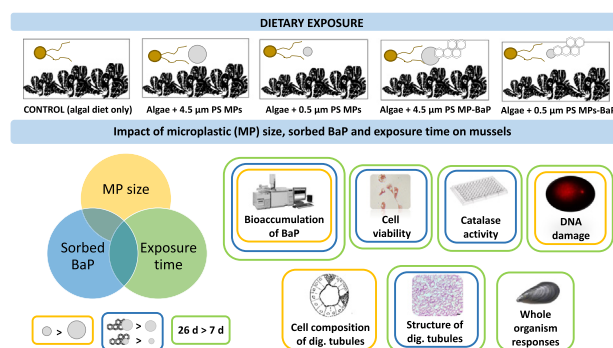 DIETARY EXPOSURE
CONTROL (algal diet only)
Algae + 4.5 µm PS MPs
Algae + 0.5 µm PS MPs
Algae + 4.5 µm PS MP-BaP
Algae + 0.5 µm PS MPs-BaP
Impact of microplastic (MP) size, sorbed BaP and exposure time on mussels
MP size
Sorbed
BaP
Exposure
time
Bioaccumulation
of BaP
Cell
viability
Catalase
activity
DNA
damage
Cell composition
of dig. tubules
Structure of
dig. tubules
Whole
organism
responses
>
>
>
26 d > 7 d